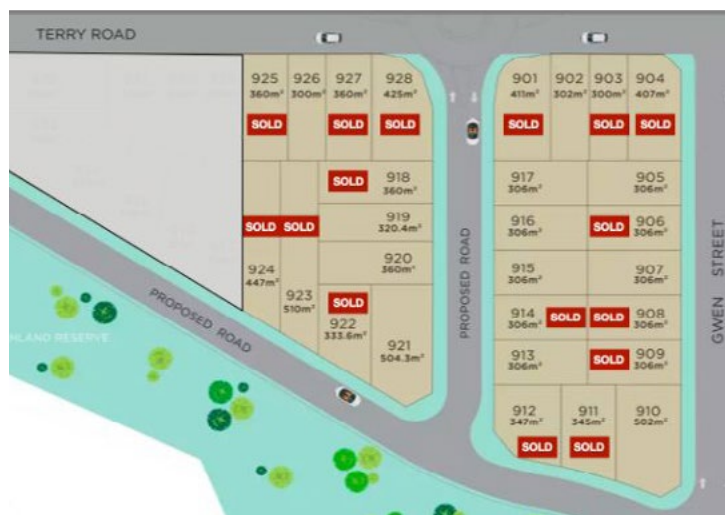 TERRY ROAD
925 926 927 928
360m² 300m² 360m² 425m²
SOLD SOLD SOLD
901 902 903 904
411m² 302m² 300m² 407m²
SOLD SOLD SOLD
SOLD 918
360m²
919
320.4m²
SOLD SOLD
920
360m²
924
447m²
923
510m²
SOLD
922
333.6m²
921
504.3m²
917
306m²
905
306m²
916
306m²
SOLD 906
306m²
915
306m²
907
306m²
914
306m²
SOLD SOLD 908
306m²
913
306m²
SOLD 909
306m²
912
347m²
SOLD
911
345m²
SOLD
910
502m²
PROPOSED ROAD
PROPOSED ROAD
GWEN STREET
HLAND RESERVE